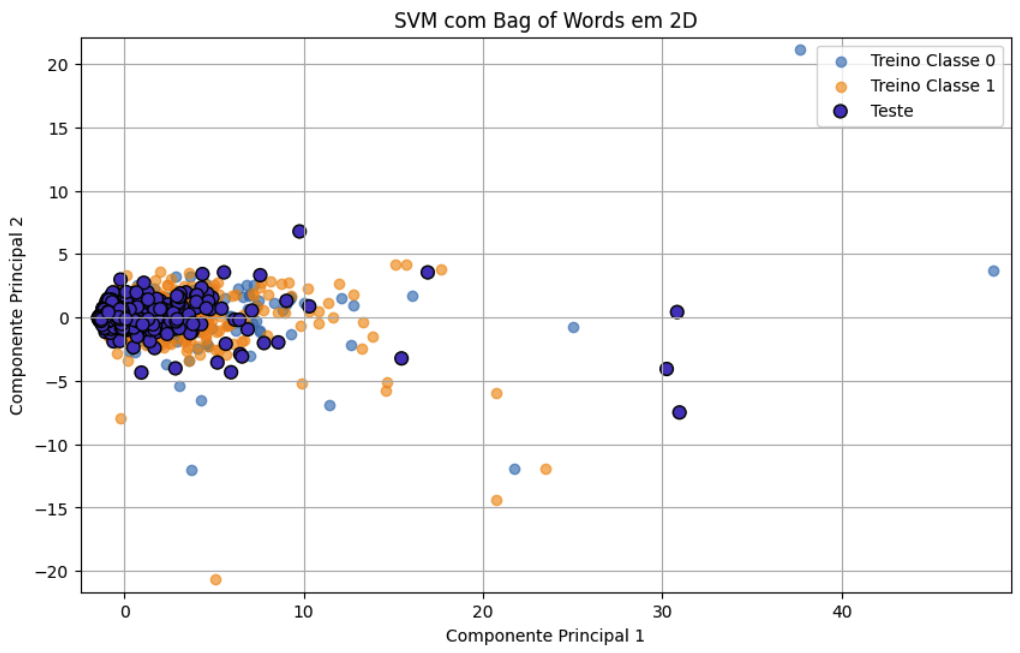 SVM com Bag of Words em 2D
Treino Classe 0
Treino Classe 1
Teste
Componente Principal 2
20
15
10
5
0
−5
−10
−15
−20
0
10
20
30
40
Componente Principal 1